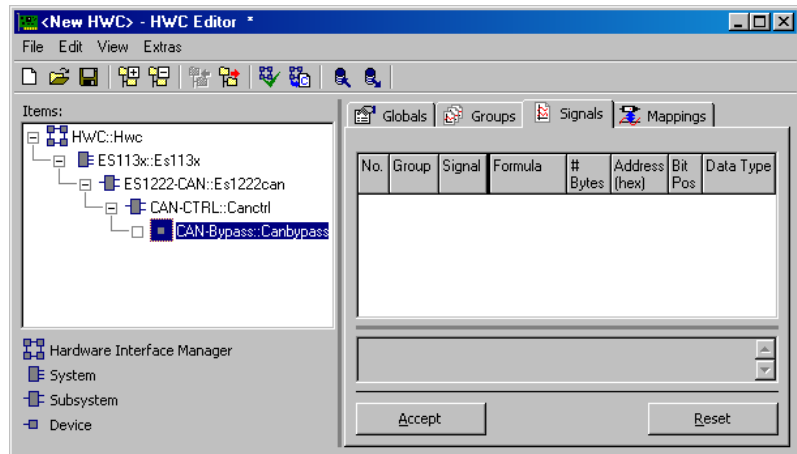 <New HWC> - HWC Editor *
File Edit View Extras
Items:
HWC::Hwc
ES113x::Es113x
ES1222-CAN::Es1222can
CAN-CTRL::Canctrl
CAN-Bypass::Canbypass
Hardware Interface Manager
System
Subsystem
Device
Globals Groups Signals Mappings
No. Group Signal Formula # Bytes Address (hex) Bit Pos Data Type
Accept Reset